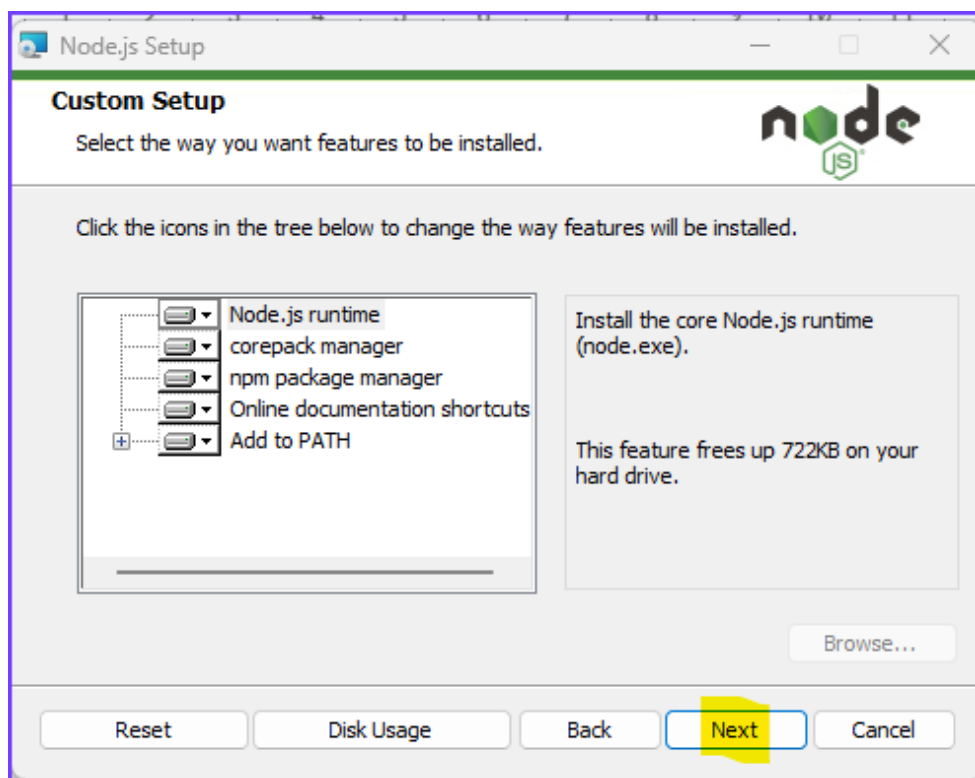 Node.js Setup
Custom Setup
Select the way you want features to be installed.
node
JS
Click the icons in the tree below to change the way features will be installed.
Node.js runtime
corepack manager
npm package manager
Online documentation shortcuts
Add to PATH
Install the core Node.js runtime
(node.exe).
This feature frees up 722KB on your
hard drive.
Browse...
Reset
Disk Usage
Back
Next
Cancel